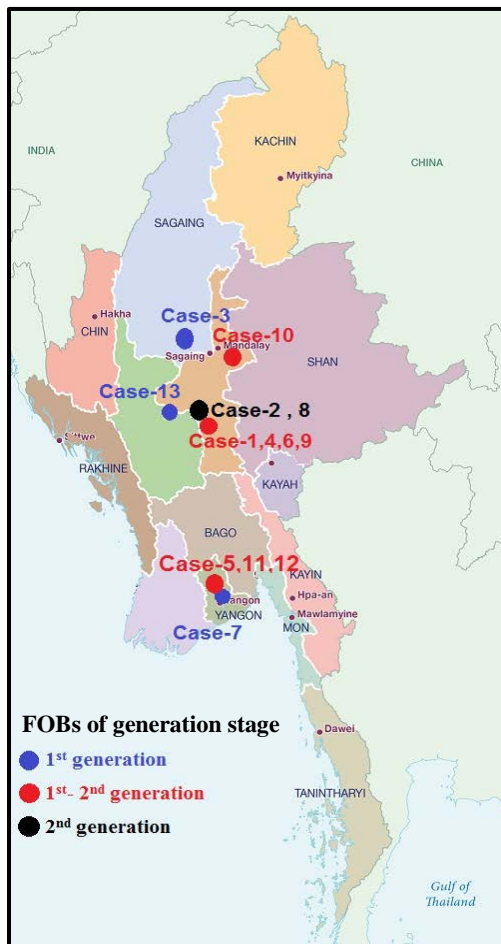 KACHIN
INDIA
CHINA
Myitkyina
SAGAING
Case-3
Hakha
CHIN
Case-10
Mandalay
Sagaing
SHAN
Case-13
Case-2 , 8
Case-1,4,6,9
RAKHINE
KAYAH
BAGO
Case-5,11,12
KAYIN
Hpa-an
YANGON
Mawlamyine
MON
Case-7
FOBs of generation stage
Dawei
1st generation
1st- 2nd generation
TANINTHARYI
2nd generation
Gulf of
Thailand